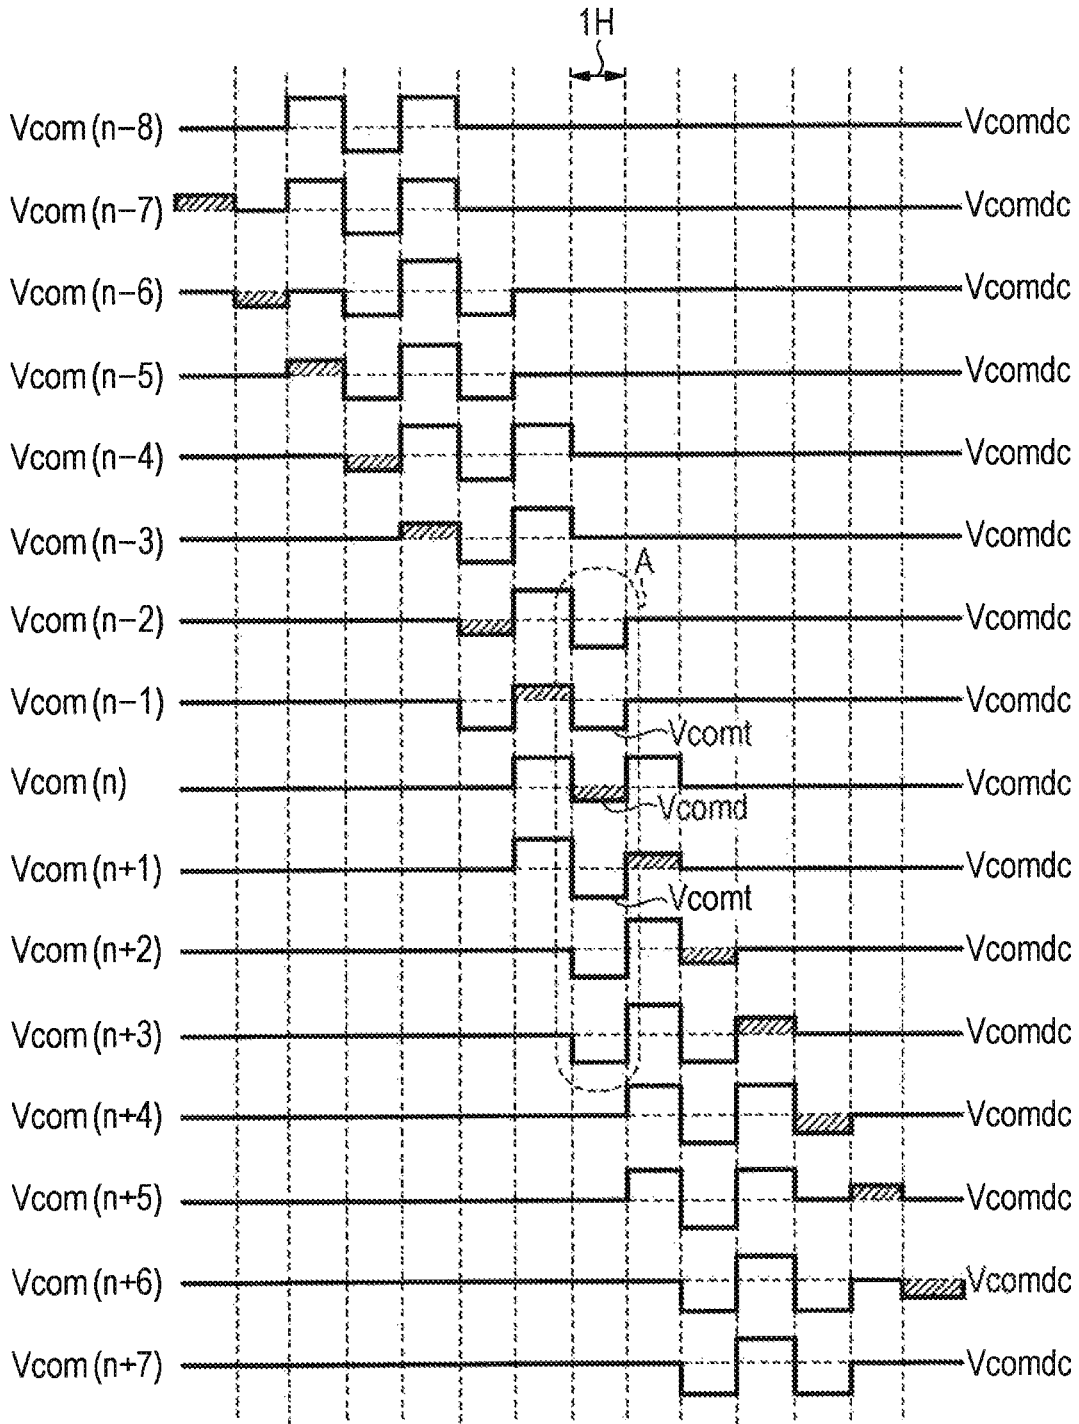 1H
Vcom (n−8) Vcomdc
Vcom (n−7) Vcomdc
Vcom (n−6) Vcomdc
Vcom (n−5) Vcomdc
Vcom (n−4) Vcomdc
Vcom (n−3) Vcomdc
A
Vcom (n−2) Vcomdc
Vcom (n−1) Vcomdc
Vcomt
Vcom (n) Vcomdc
Vcomd
Vcom (n+1) Vcomdc
Vcomt
Vcom (n+2) Vcomdc
Vcom (n+3) Vcomdc
Vcom (n+4) Vcomdc
Vcom (n+5) Vcomdc
Vcom (n+6) Vcomdc
Vcom (n+7) Vcomdc